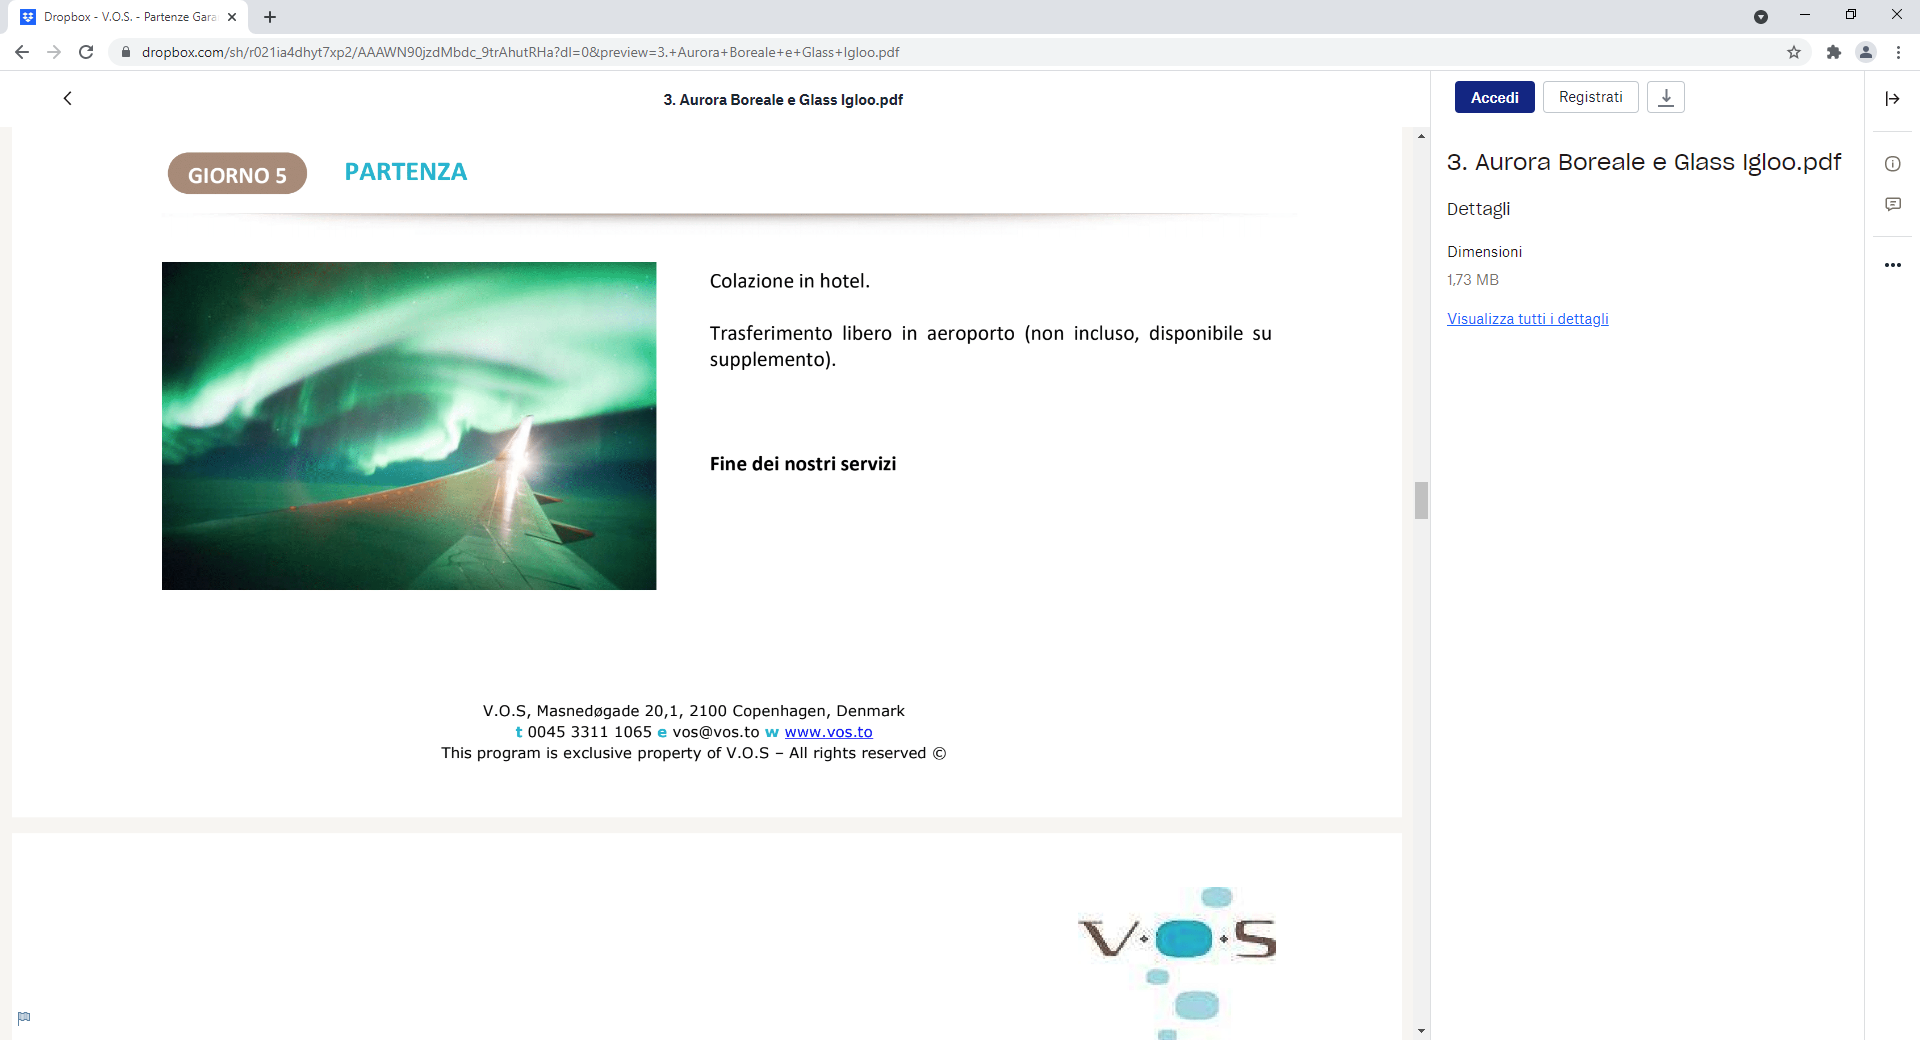 Dropbox - V.O.S. - Partenze Gara
dropbox.com/sh/r021ia4dhyt7xp2/AAAWN90jzdMbdc_9trAhutRHa?dl=0&preview=3.+Aurora+Boreale+e+Glass+Igloo.pdf
3. Aurora Boreale e Glass Igloo.pdf
Accedi
Registrati
GIORNO 5
PARTENZA
Colazione in hotel.
Trasferimento libero in aeroporto (non incluso, disponibile su
supplemento).
Fine dei nostri servizi
V.O.S, Masnedøgade 20,1, 2100 Copenhagen, Denmark
t 0045 3311 1065 e vos@vos.to w www.vos.to
This program is exclusive property of V.O.S – All rights reserved ©
V·O·S
3. Aurora Boreale e Glass Igloo.pdf
Dettagli
Dimensioni
1,73 MB
Visualizza tutti i dettagli